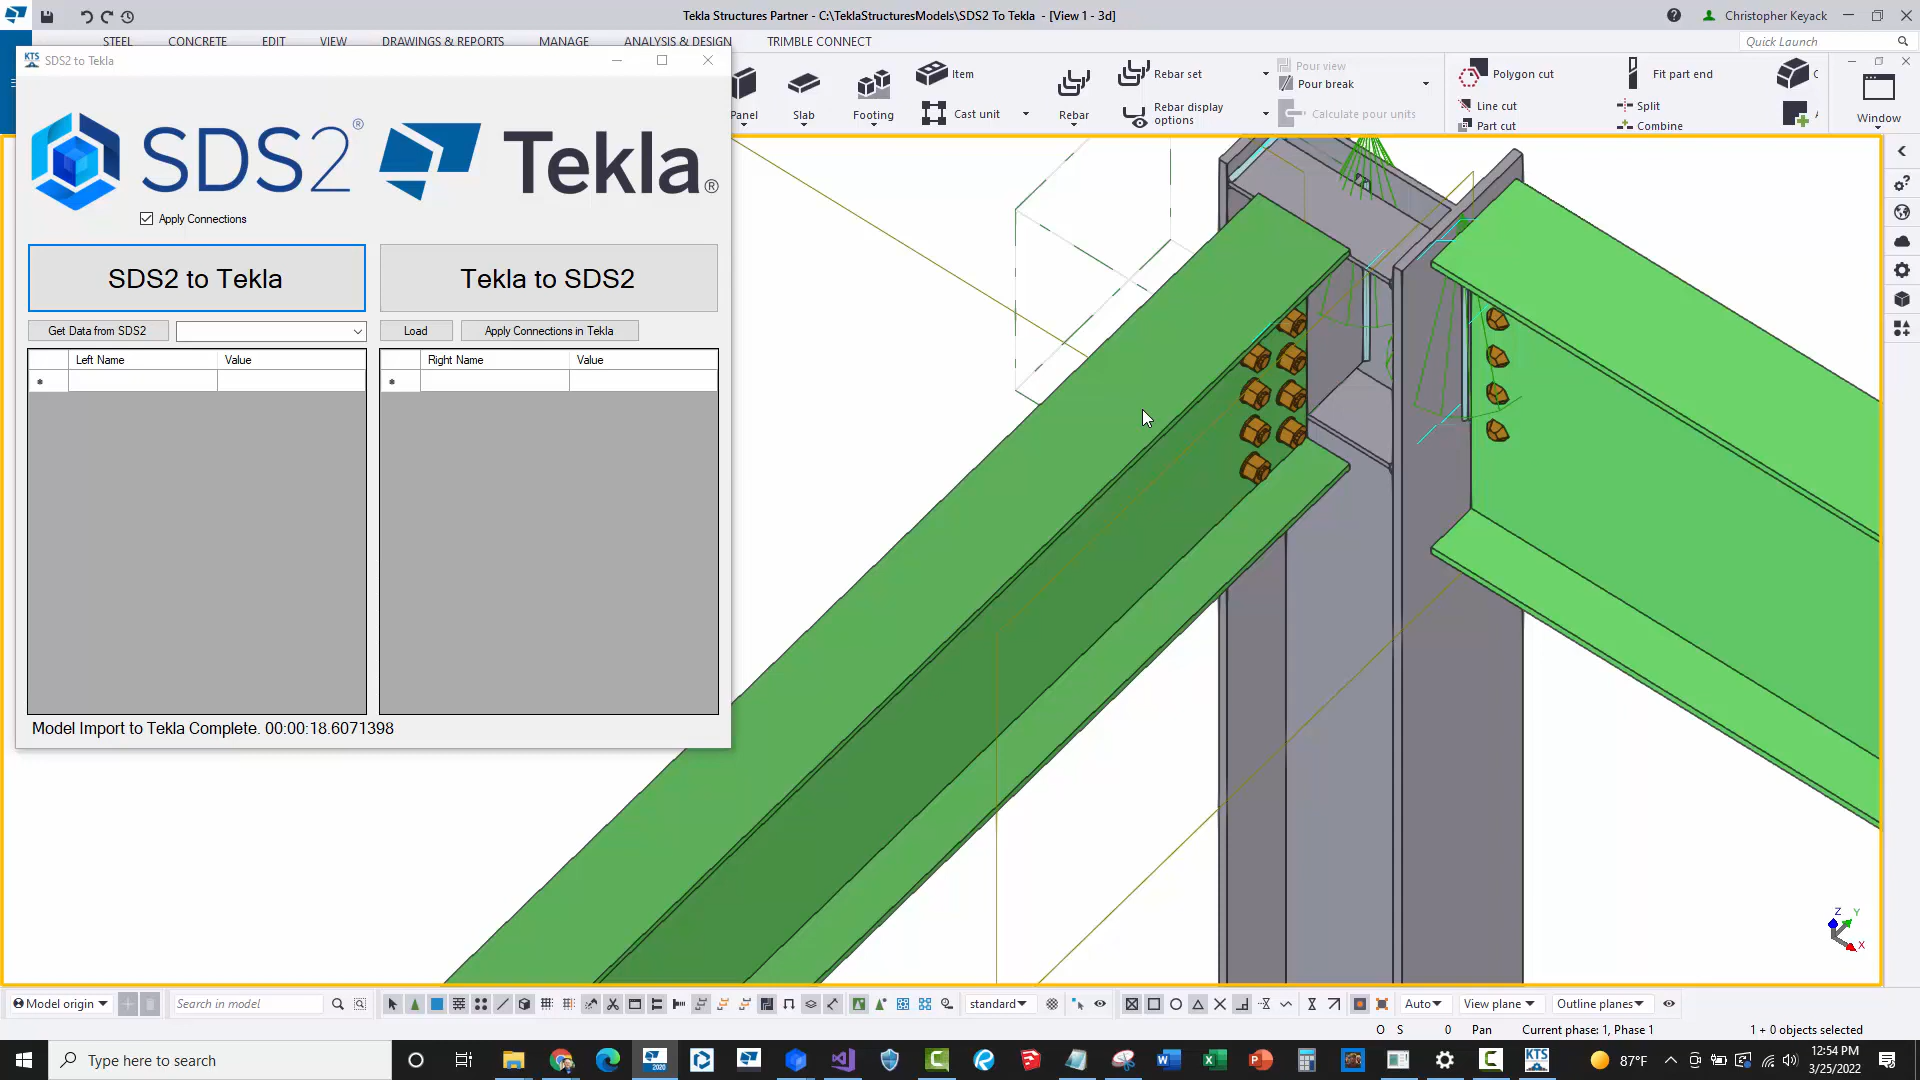 Tekla Structures Partner - C:\TeklaStructuresModels\SDS2 To Tekla - [View 1 - 3d]
Christopher Keyack
STEEL CONCRETE EDIT VIEW DRAWINGS & REPORTS MANAGE ANALYSIS & DESIGN TRIMBLE CONNECT
Quick Launch
KTS SDS2 to Tekla
Panel
Slab
Footing
Item
Cast unit
Rebar
Rebar set
Rebar display
options
Pour view
Pour break
Calculate pour units
Polygon cut
Line cut
Part cut
Fit part end
Split
Combine
Window
SDS2® Tekla®
Apply Connections
SDS2 to Tekla
Tekla to SDS2
Get Data from SDS2
Load
Apply Connections in Tekla
Left Name Value
Right Name Value
Model Import to Tekla Complete. 00:00:18.6071398
Z Y
X
Model origin
Search in model
standard
Auto
View plane
Outline planes
O S 0 Pan Current phase: 1, Phase 1 1 + 0 objects selected
Type here to search
2020
KTS
87°F
12:54 PM
3/25/2022